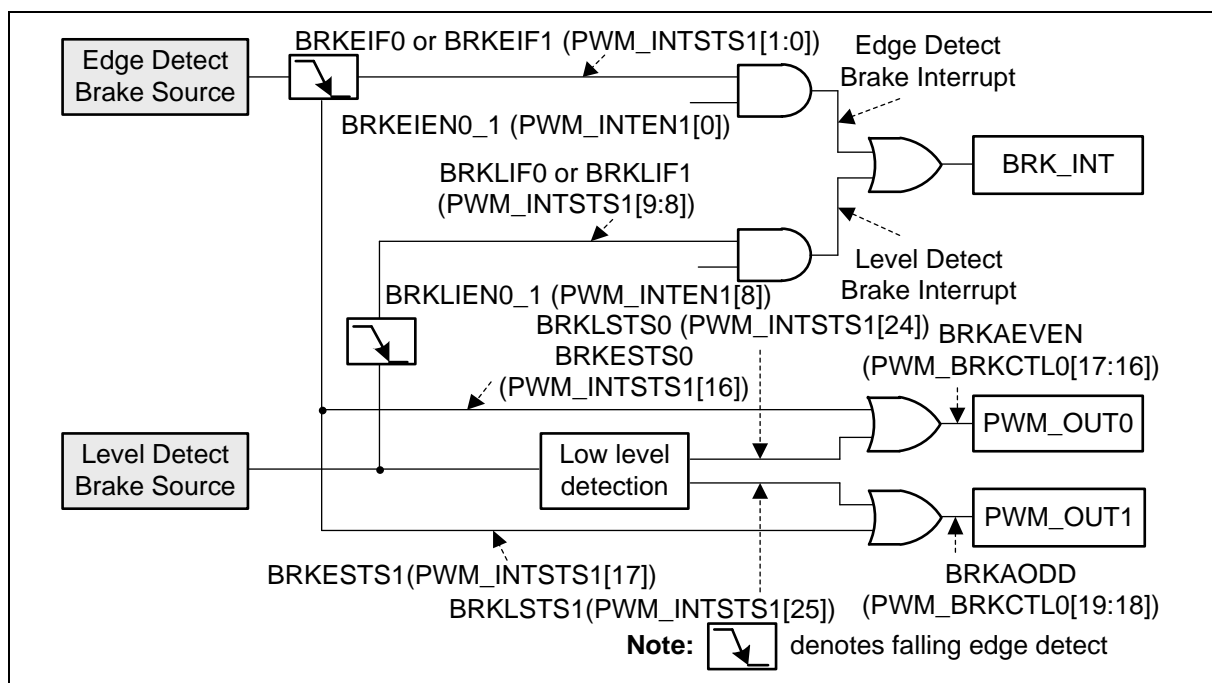 BRKEIF0 or BRKEIF1 (PWM_INTSTS1[1:0])
Edge Detect
Brake Source
Edge Detect
Brake Interrupt
BRKEIEN0_1 (PWM_INTEN1[0])
BRK_INT
BRKLIF0 or BRKLIF1
(PWM_INTSTS1[9:8])
Level Detect
Brake Interrupt
BRKLIEN0_1 (PWM_INTEN1[8])
BRKLSTS0 (PWM_INTSTS1[24])
BRKESTS0
(PWM_INTSTS1[16])
BRKAEVEN
(PWM_BRKCTL0[17:16])
PWM_OUT0
Level Detect
Brake Source
Low level
detection
PWM_OUT1
BRKESTS1(PWM_INTSTS1[17])
BRKLSTS1(PWM_INTSTS1[25])
BRKAODD
(PWM_BRKCTL0[19:18])
Note: denotes falling edge detect